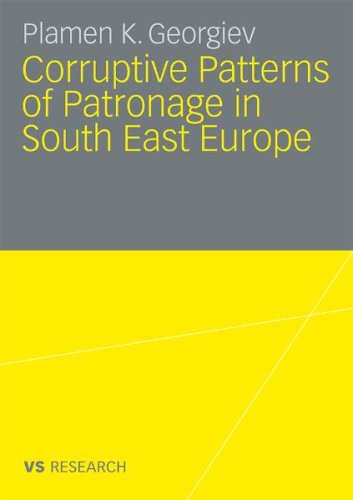 Plamen K. Georgiev
Corruptive Patterns
of Patronage in
South East Europe
VS RESEARCH